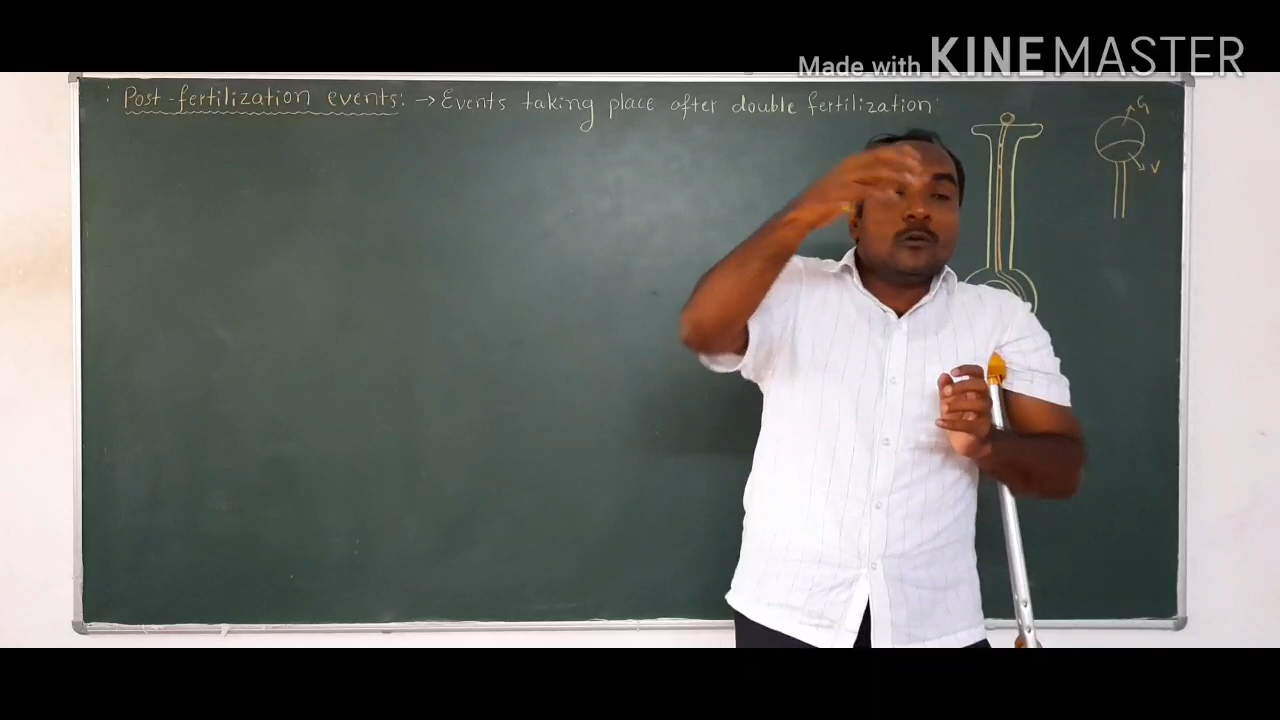 Made with KINEMASTER
: Post-fertilization events: → Events taking place after double fertilization:
G
V